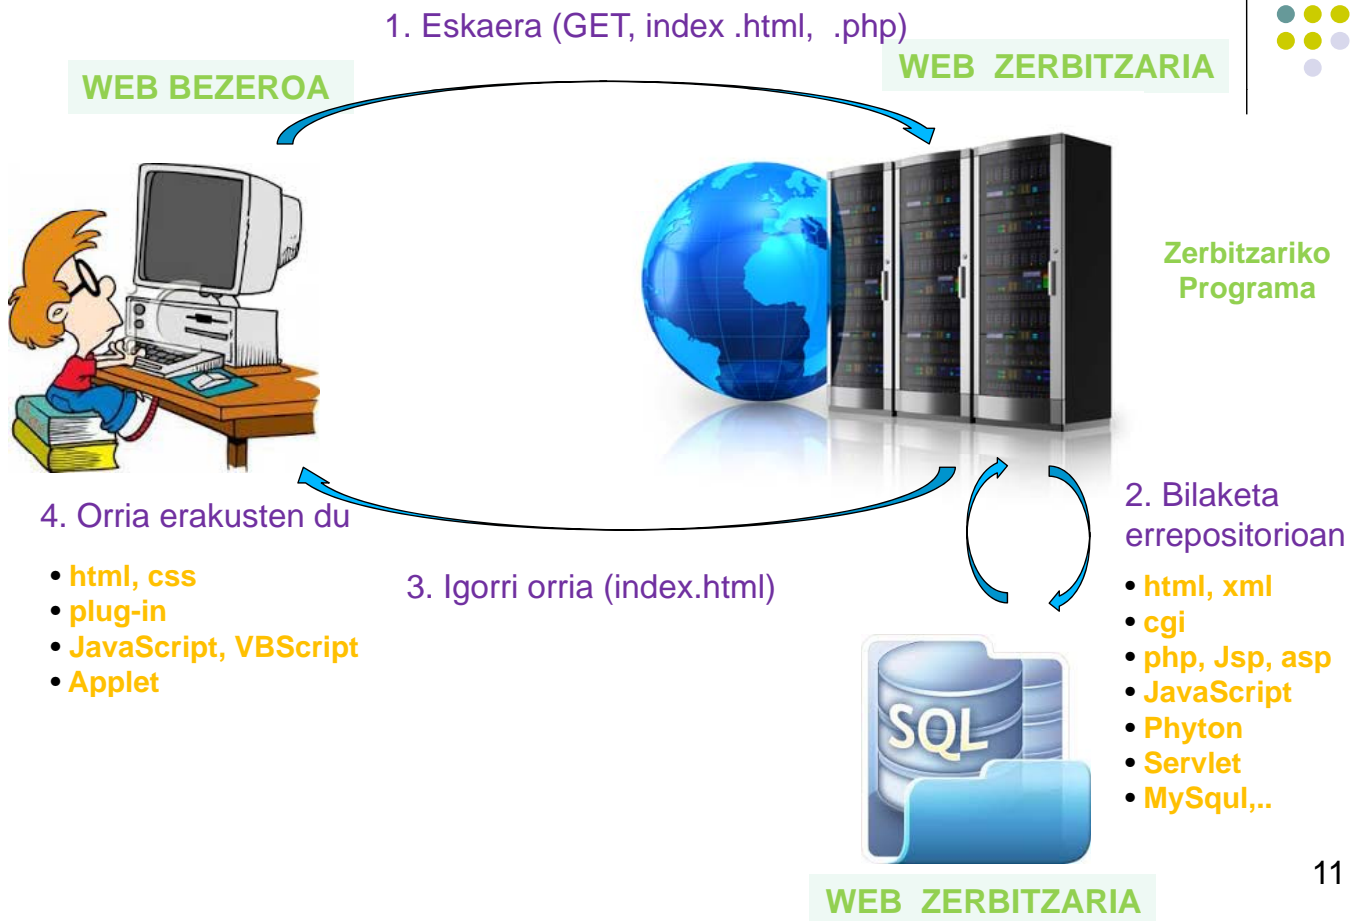 1. Eskaera (GET, index .html,  .php)
WEB BEZEROA
WEB  ZERBITZARIA
Zerbitzariko
Programa
4. Orria erakusten du
• html, css
• plug-in
• JavaScript, VBScript
• Applet
3. Igorri orria (index.html)
2. Bilaketa
errepositorioan
• html, xml
• cgi
• php, Jsp, asp
• JavaScript
• Phyton
• Servlet
• MySqul,..
SQL
WEB  ZERBITZARIA
11